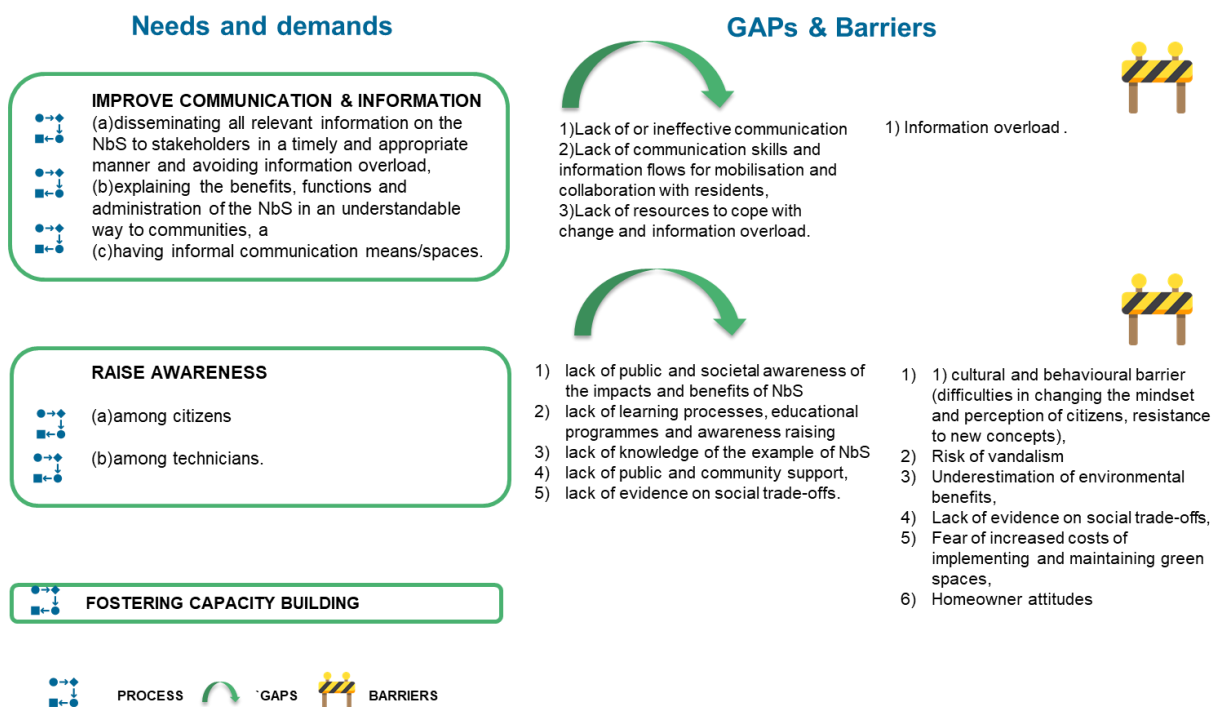 Needs and demands
GAPs & Barriers
IMPROVE COMMUNICATION & INFORMATION
(a)disseminating all relevant information on the
NbS to stakeholders in a timely and appropriate
manner and avoiding information overload,
(b)explaining the benefits, functions and
administration of the NbS in an understandable
way to communities, a
(c)having informal communication means/spaces.
1)Lack of or ineffective communication
2)Lack of communication skills and
information flows for mobilisation and
collaboration with residents,
3)Lack of resources to cope with
change and information overload.
1) Information overload .
RAISE AWARENESS
(a)among citizens
(b)among technicians.
1) lack of public and societal awareness of
the impacts and benefits of NbS
2) lack of learning processes, educational
programmes and awareness raising
3) lack of knowledge of the example of NbS
4) lack of public and community support,
5) lack of evidence on social trade-offs.
1) 1) cultural and behavioural barrier
(difficulties in changing the mindset
and perception of citizens, resistance
to new concepts),
2) Risk of vandalism
3) Underestimation of environmental
benefits,
4) Lack of evidence on social trade-offs,
5) Fear of increased costs of
implementing and maintaining green
spaces,
6) Homeowner attitudes
FOSTERING CAPACITY BUILDING
PROCESS
`GAPS
BARRIERS